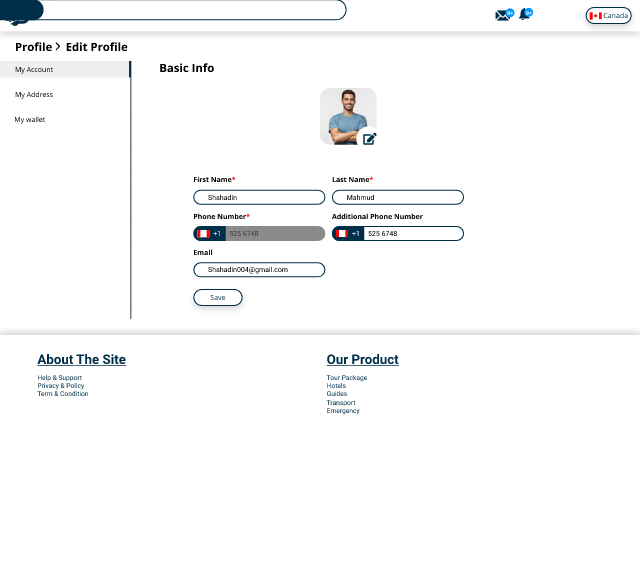 9+
9+
Canada
Profile > Edit Profile
My Account
My Address
My wallet
Basic Info
First Name*
Last Name*
Shahadin
Mahmud
Phone Number*
Additional Phone Number
+1 525 6748
+1 525 6748
Email
Shahadin004@gmail.com
Save
About The Site
Help & Support
Privacy & Policy
Term & Condition
Our Product
Tour Package
Hotels
Guides
Transport
Emergency